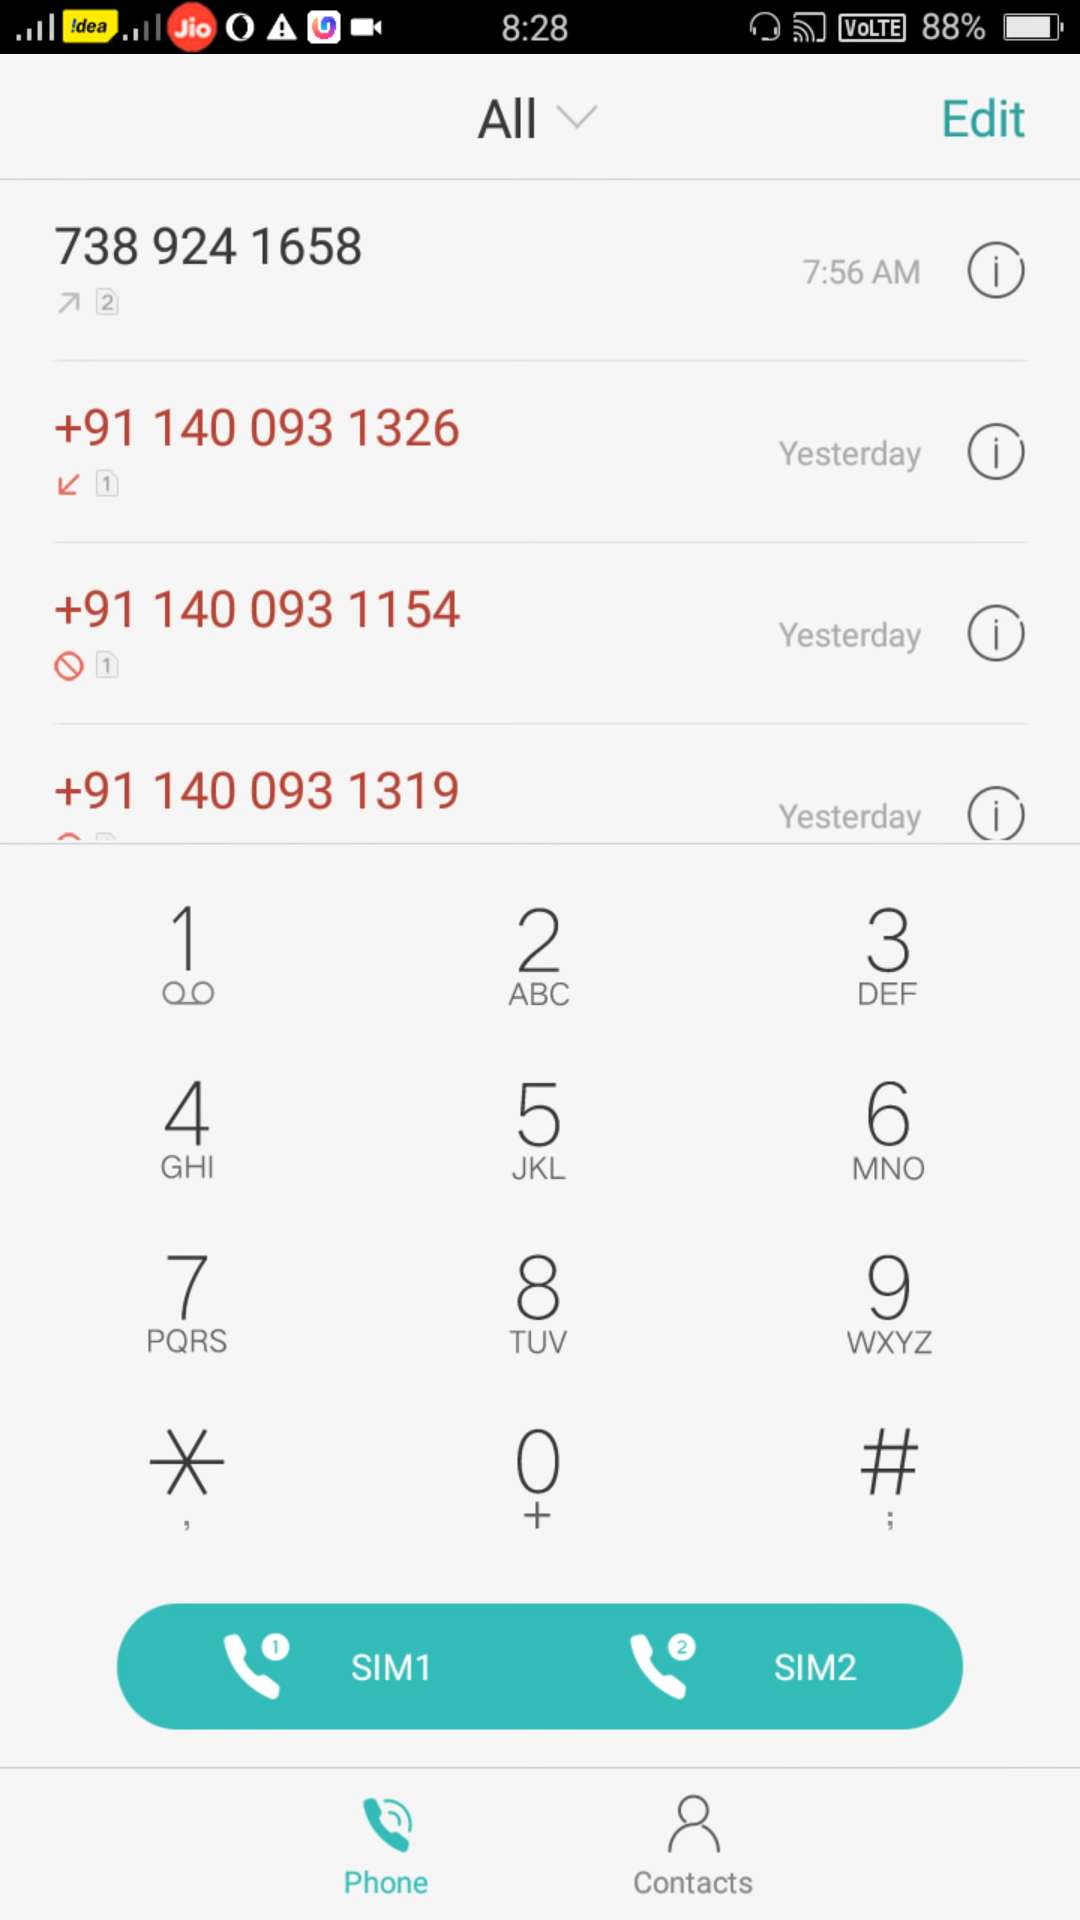 !dea Jio 8:28 VoLTE 88%
All Edit
738 924 1658
7:56 AM
2
+91 140 093 1326
Yesterday
1
+91 140 093 1154
Yesterday
1
+91 140 093 1319
Yesterday
1 2 3
ABC DEF
4 5 6
GHI JKL MNO
7 8 9
PQRS TUV WXYZ
* 0 #
, + ;
1 SIM1 2 SIM2
Phone Contacts